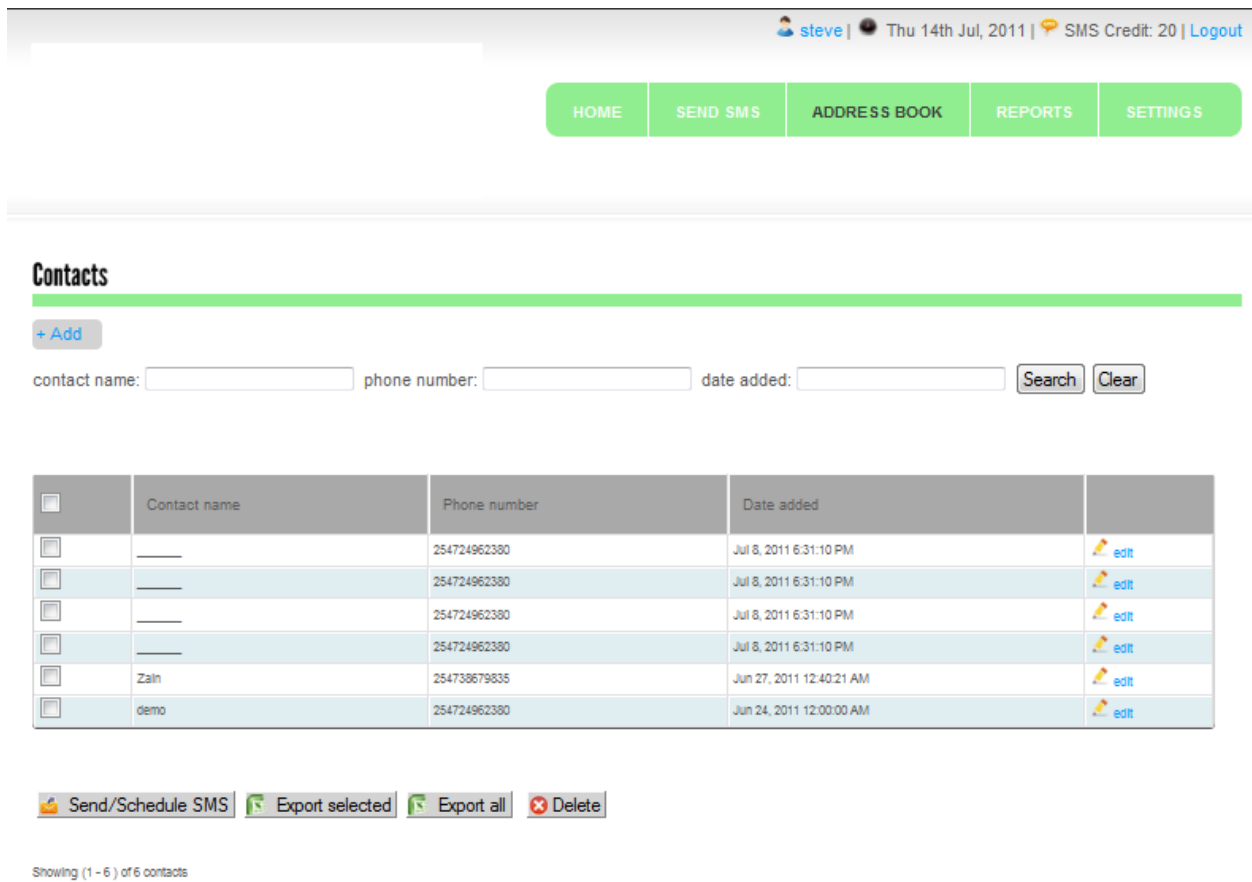 steve | Thu 14th Jul, 2011 | SMS Credit: 20 | Logout
HOME SEND SMS ADDRESS BOOK REPORTS SETTINGS
Contacts
+ Add
contact name: phone number: date added: Search Clear
Contact name Phone number Date added
______ 254724962380 Jul 8, 2011 6:31:10 PM edit
______ 254724962380 Jul 8, 2011 6:31:10 PM edit
______ 254724962380 Jul 8, 2011 6:31:10 PM edit
______ 254724962380 Jul 8, 2011 6:31:10 PM edit
Zain 254738679835 Jun 27, 2011 12:40:21 AM edit
demo 254724962380 Jun 24, 2011 12:00:00 AM edit
Send/Schedule SMS Export selected Export all Delete
Showing (1 - 6 ) of 6 contacts